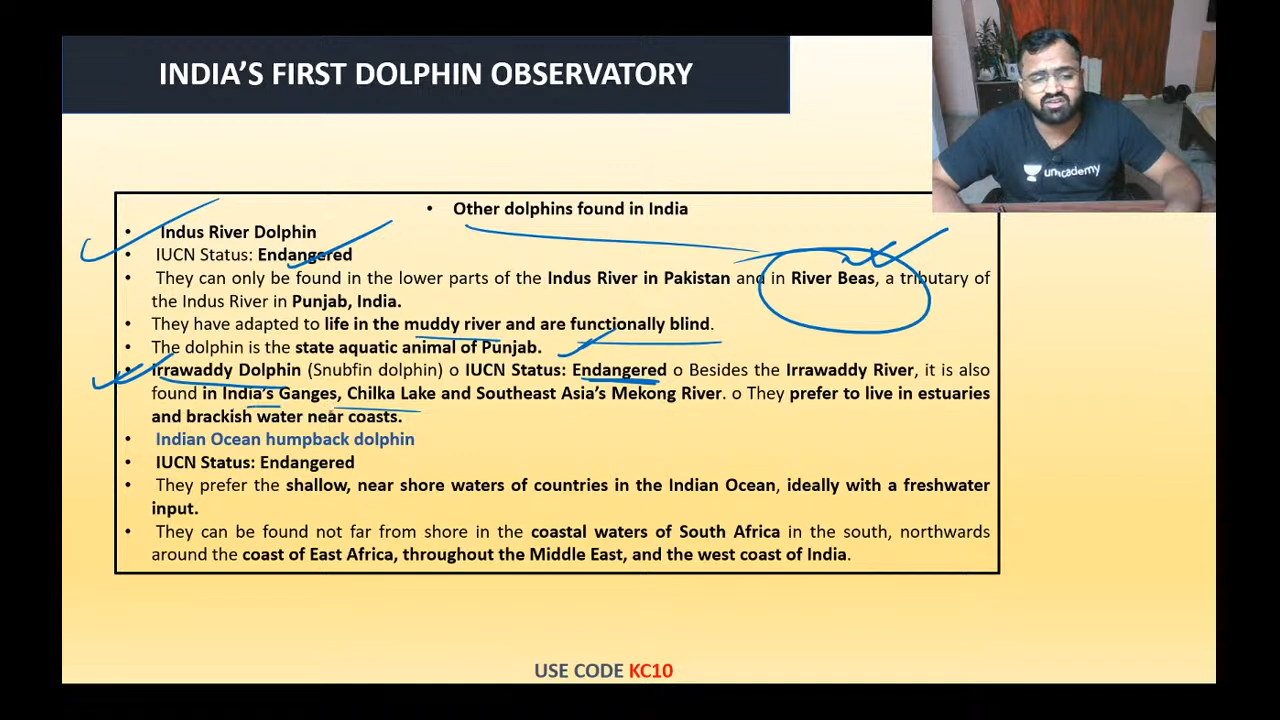 INDIA'S FIRST DOLPHIN OBSERVATORY
unacademy
• Other dolphins found in India
• Indus River Dolphin
• IUCN Status: Endangered
• They can only be found in the lower parts of the Indus River in Pakistan and in River Beas, a tributary of
the Indus River in Punjab, India.
• They have adapted to life in the muddy river and are functionally blind.
• The dolphin is the state aquatic animal of Punjab.
• Irrawaddy Dolphin (Snubfin dolphin) o IUCN Status: Endangered o Besides the Irrawaddy River, it is also
found in India's Ganges, Chilka Lake and Southeast Asia's Mekong River. o They prefer to live in estuaries
and brackish water near coasts.
• Indian Ocean humpback dolphin
• IUCN Status: Endangered
• They prefer the shallow, near shore waters of countries in the Indian Ocean, ideally with a freshwater
input.
• They can be found not far from shore in the coastal waters of South Africa in the south, northwards
around the coast of East Africa, throughout the Middle East, and the west coast of India.
USE CODE KC10